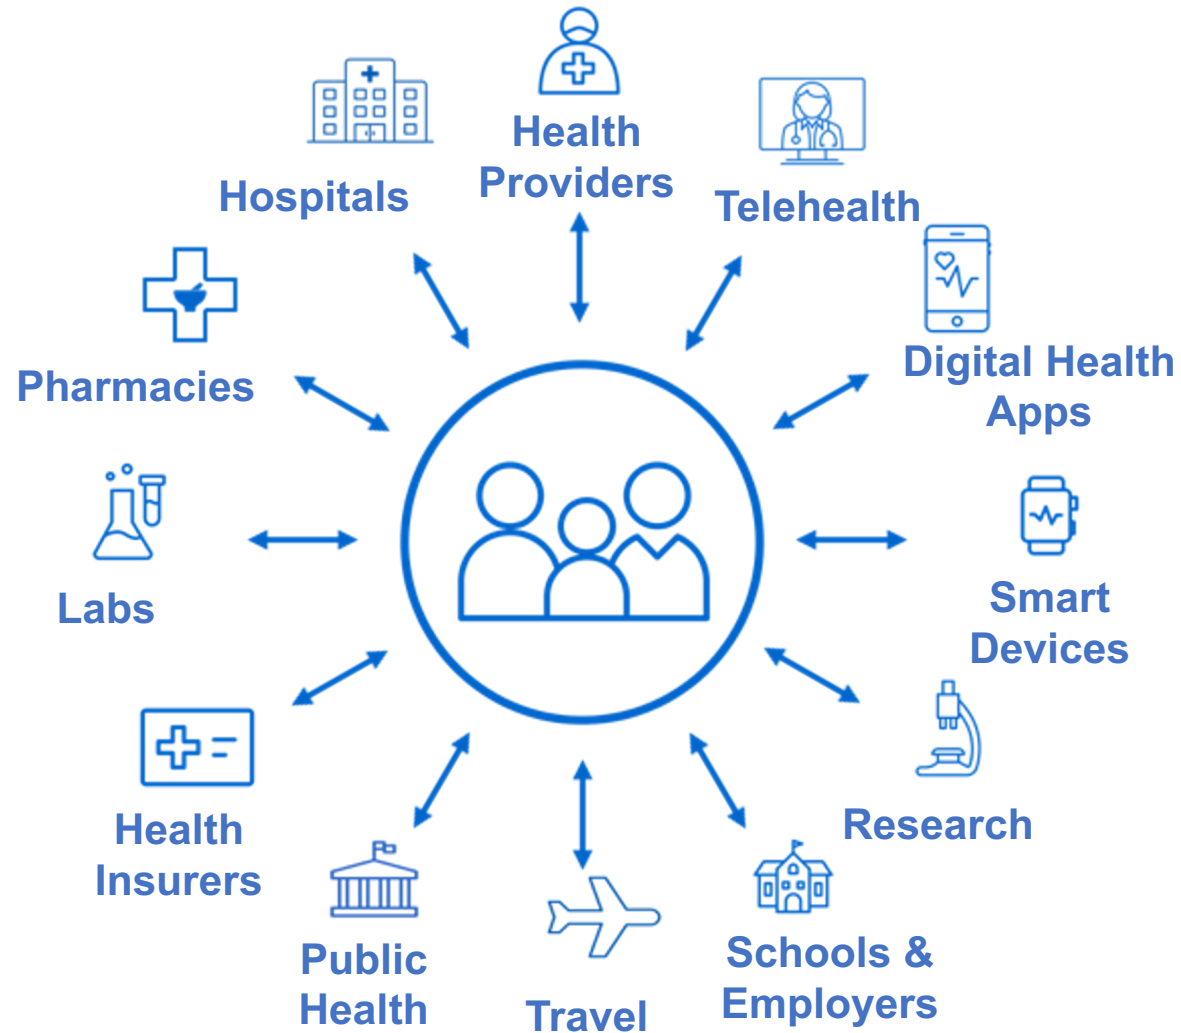 Health
Providers
Hospitals
Telehealth
Pharmacies
Digital Health
Apps
Labs
Smart
Devices
Health
Insurers
Research
Public
Health
Travel
Schools &
Employers